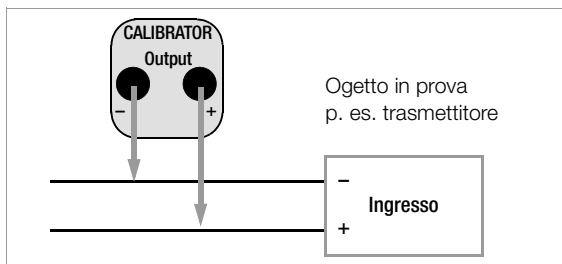 CALIBRATOR
Output
– +
Ogetto in prova
p. es. trasmettitore
–
Ingresso
+